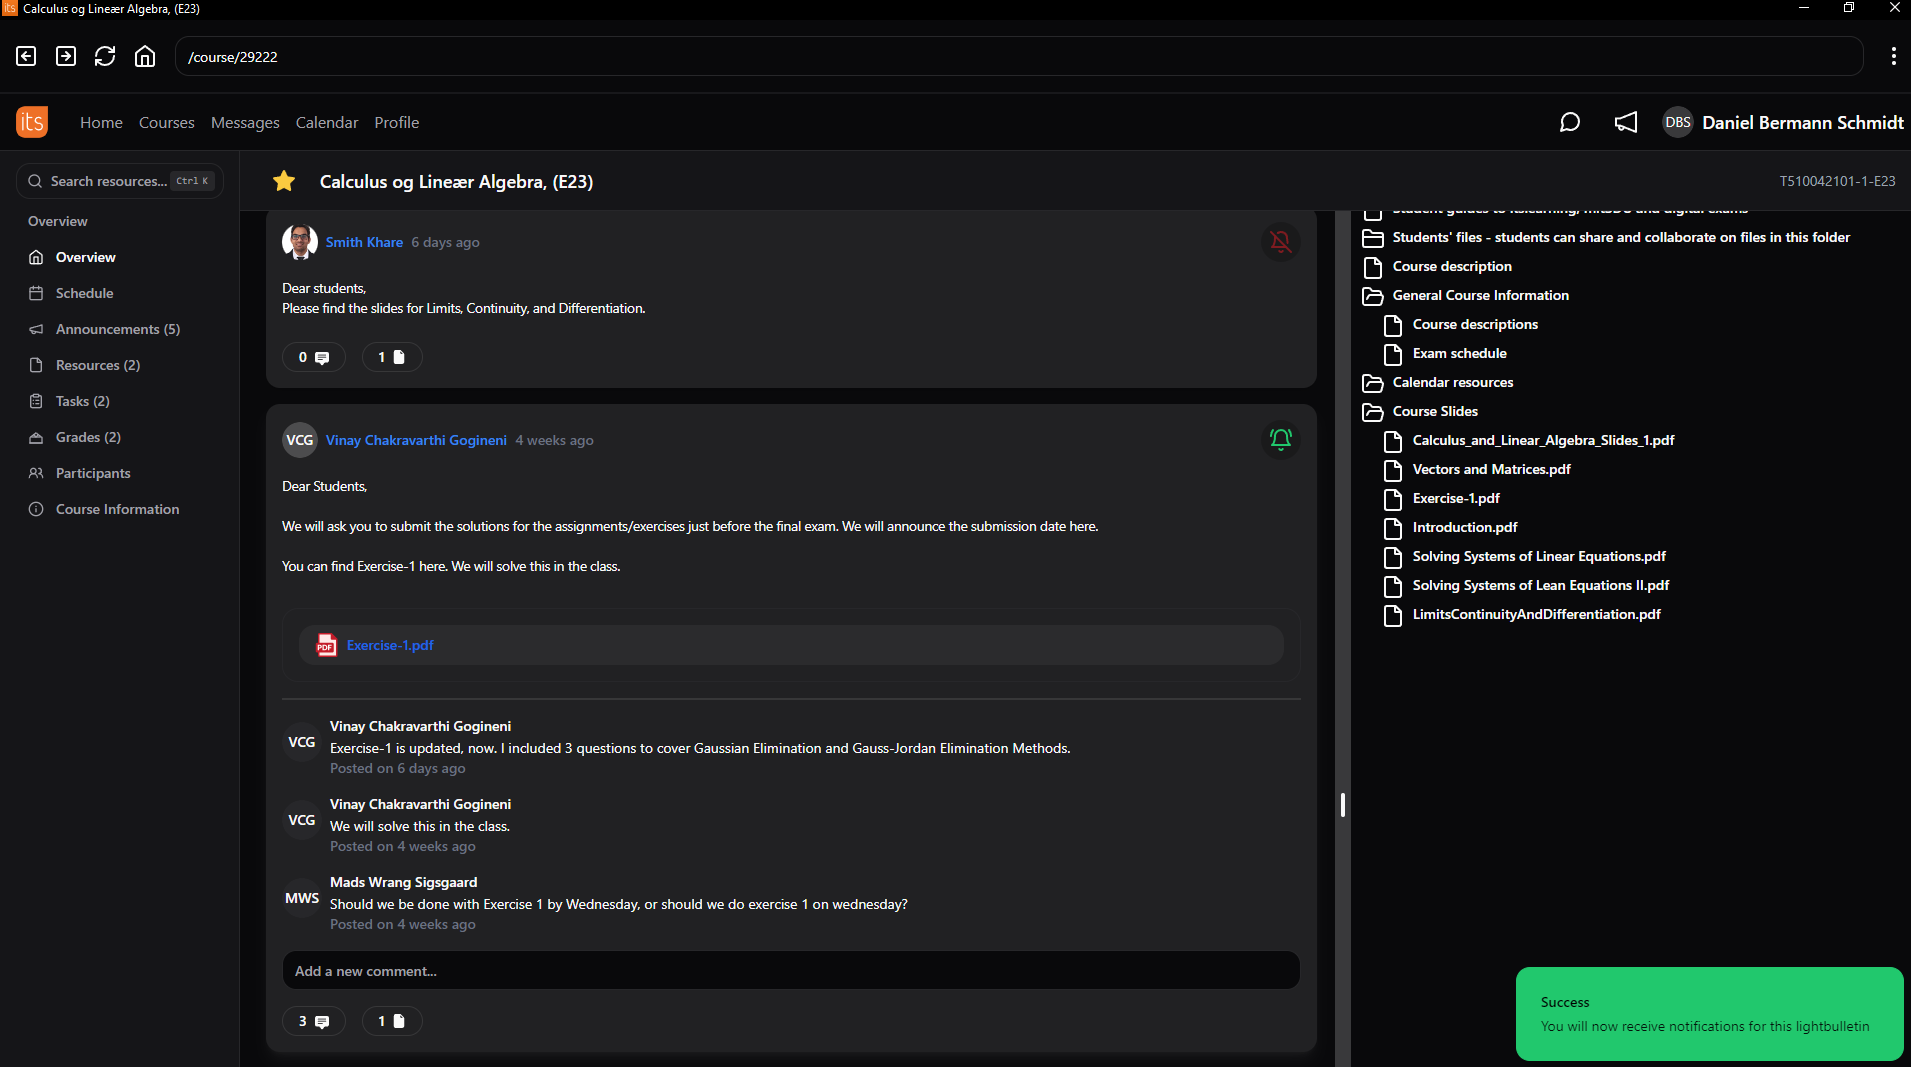 its Calculus og Lineær Algebra, (E23)
/course/29222
its Home Courses Messages Calendar Profile DBS Daniel Bermann Schmidt
Search resources... Ctrl K
Overview
Overview
Schedule
Announcements (5)
Resources (2)
Tasks (2)
Grades (2)
Participants
Course Information
Calculus og Lineær Algebra, (E23) T510042101-1-E23
Smith Khare 6 days ago
Dear students,
Please find the slides for Limits, Continuity, and Differentiation.
0 1
VCG Vinay Chakravarthi Gogineni 4 weeks ago
Dear Students,
We will ask you to submit the solutions for the assignments/exercises just before the final exam. We will announce the submission date here.
You can find Exercise-1 here. We will solve this in the class.
PDF Exercise-1.pdf
VCG Vinay Chakravarthi Gogineni
Exercise-1 is updated, now. I included 3 questions to cover Gaussian Elimination and Gauss-Jordan Elimination Methods.
Posted on 6 days ago
VCG Vinay Chakravarthi Gogineni
We will solve this in the class.
Posted on 4 weeks ago
MWS Mads Wrang Sigsgaard
Should we be done with Exercise 1 by Wednesday, or should we do exercise 1 on wednesday?
Posted on 4 weeks ago
Add a new comment...
3 1
Student guides to itslearning, mitSDU and digital exams
Students' files - students can share and collaborate on files in this folder
Course description
General Course Information
Course descriptions
Exam schedule
Calendar resources
Course Slides
Calculus_and_Linear_Algebra_Slides_1.pdf
Vectors and Matrices.pdf
Exercise-1.pdf
Introduction.pdf
Solving Systems of Linear Equations.pdf
Solving Systems of Lean Equations II.pdf
LimitsContinuityAndDifferentiation.pdf
Success
You will now receive notifications for this lightbulletin